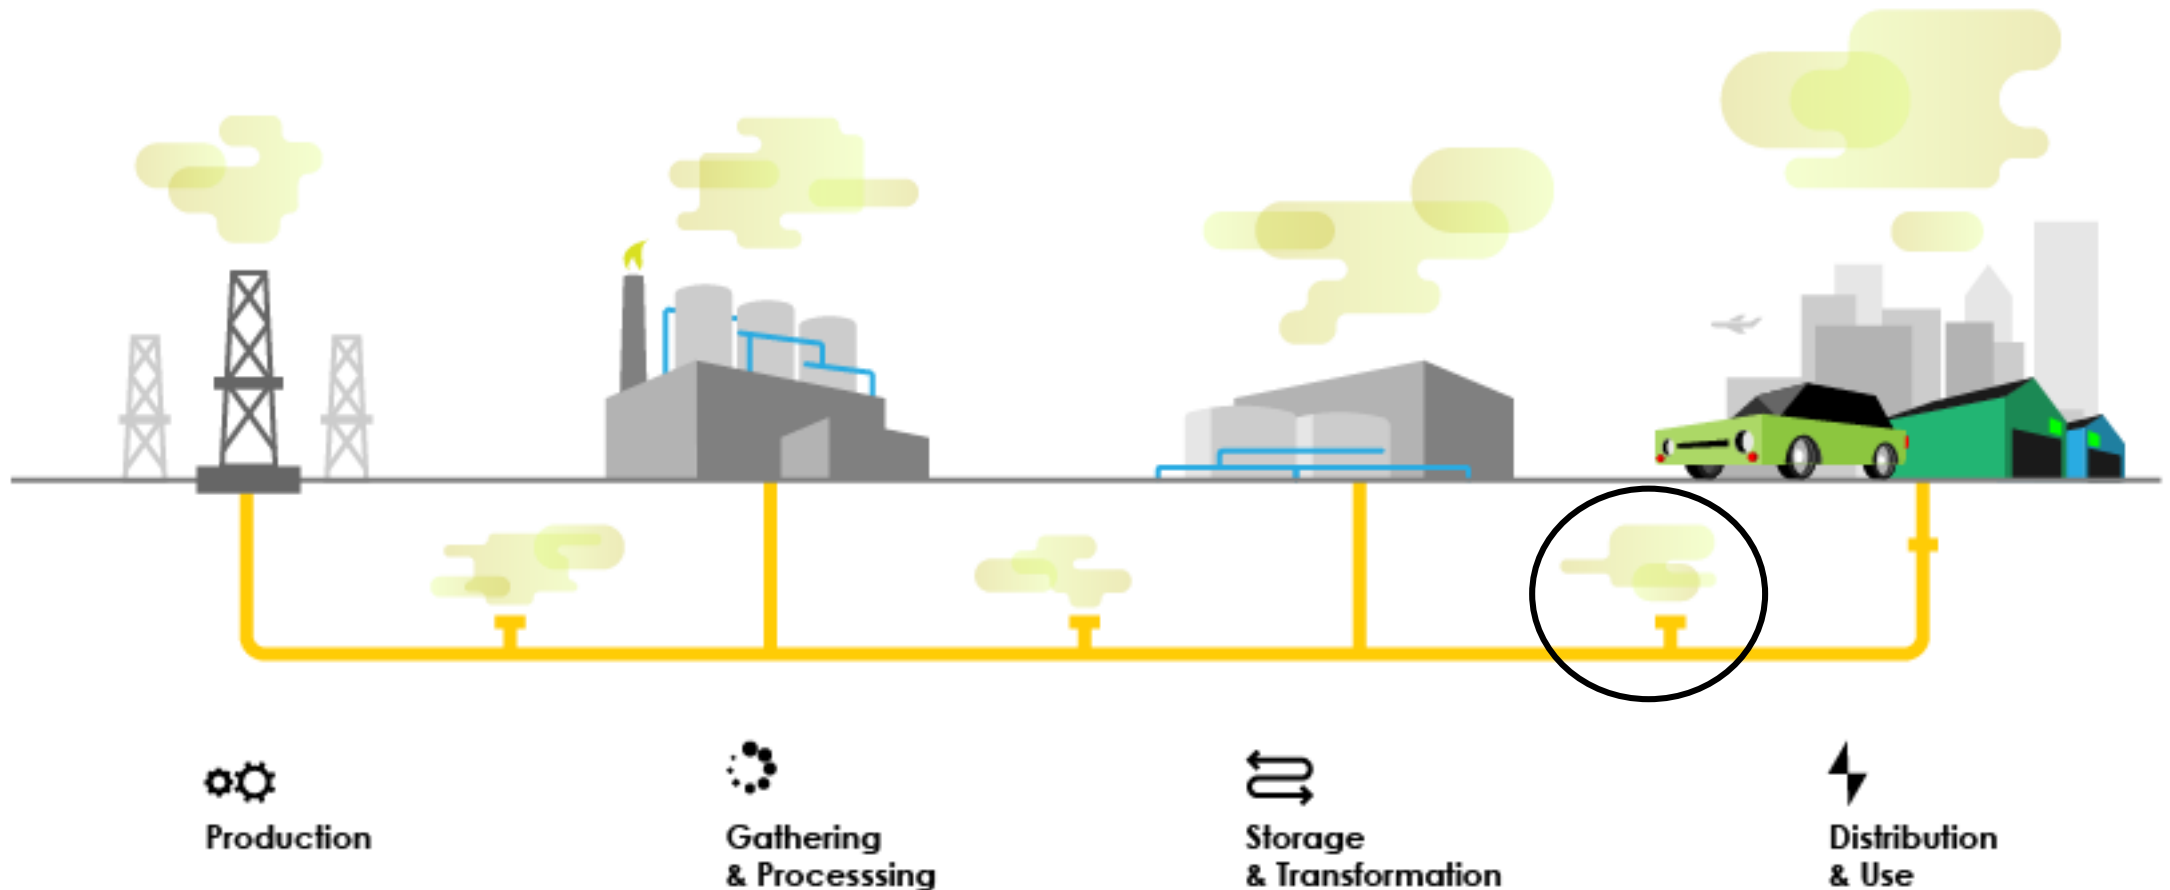 Production
Gathering
& Processsing
Storage
& Transformation
Distribution
& Use